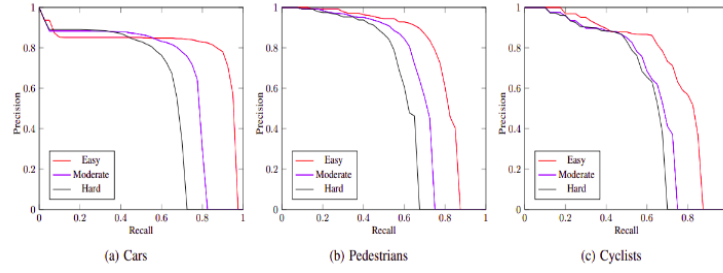 1
0.8
0.6
0.4
0.2
0
0 0.2 0.4 0.6 0.8 1
Precision
Recall
Easy
Moderate
Hard
(a) Cars
1
0.8
0.6
0.4
0.2
0
0 0.2 0.4 0.6 0.8 1
Precision
Recall
Easy
Moderate
Hard
(b) Pedestrians
1
0.8
0.6
0.4
0.2
0
0 0.2 0.4 0.6 0.8
Precision
Recall
Easy
Moderate
Hard
(c) Cyclists